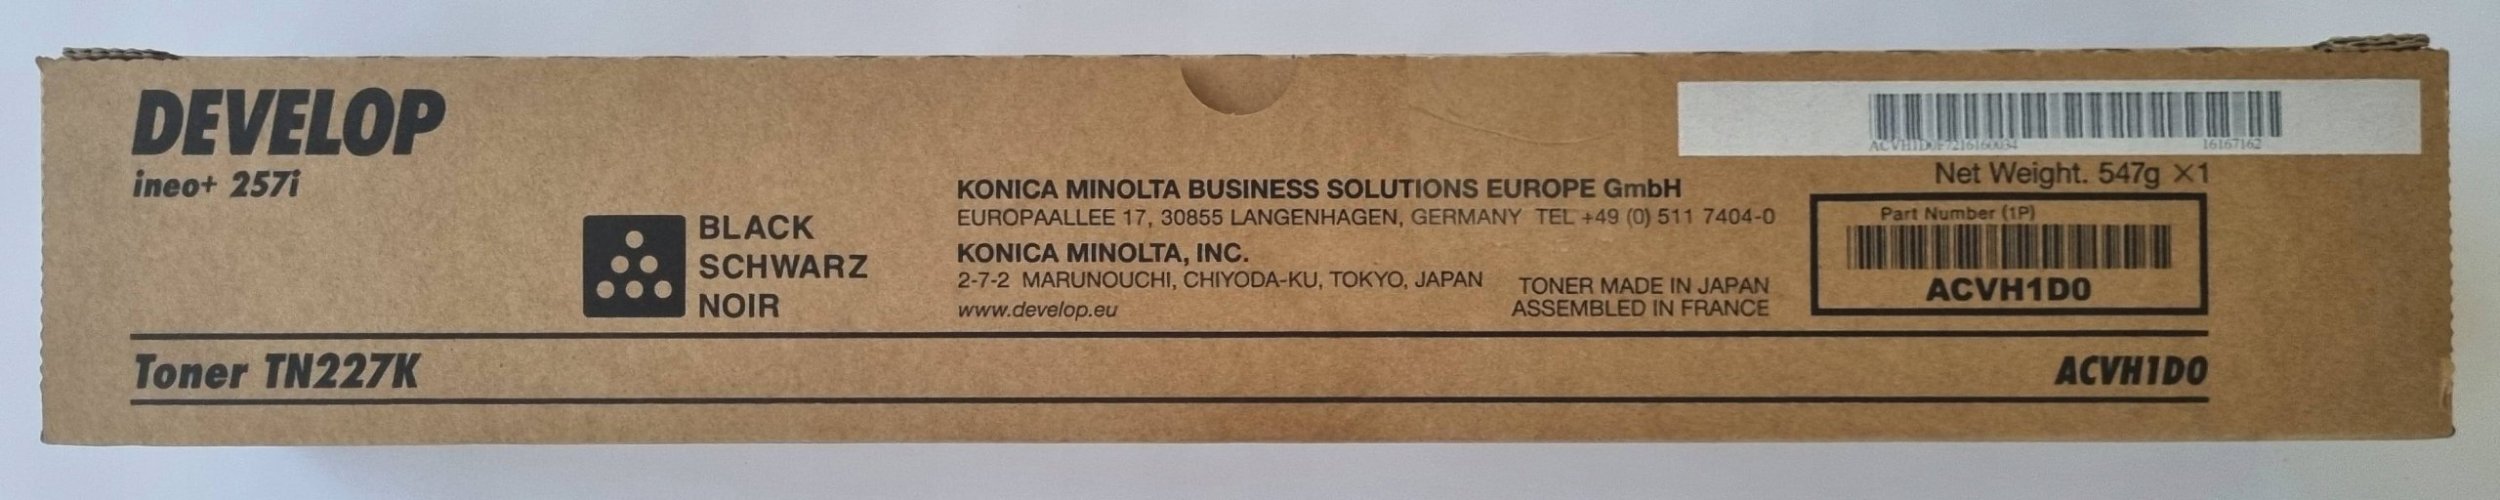 DEVELOP
ineo+ 257i
BLACK
SCHWARZ
NOIR
KONICA MINOLTA BUSINESS SOLUTIONS EUROPE GmbH
EUROPAALLEE 17, 30855 LANGENHAGEN, GERMANY TEL +49 (0) 511 7404-0
KONICA MINOLTA, INC.
2-7-2 MARUNOUCHI, CHIYODA-KU, TOKYO, JAPAN
www.develop.eu
TONER MADE IN JAPAN
ASSEMBLED IN FRANCE
16167162
Net Weight. 547g ×1
Part Number (1P)
ACVH1D0
Toner TN227K
ACVH1D0